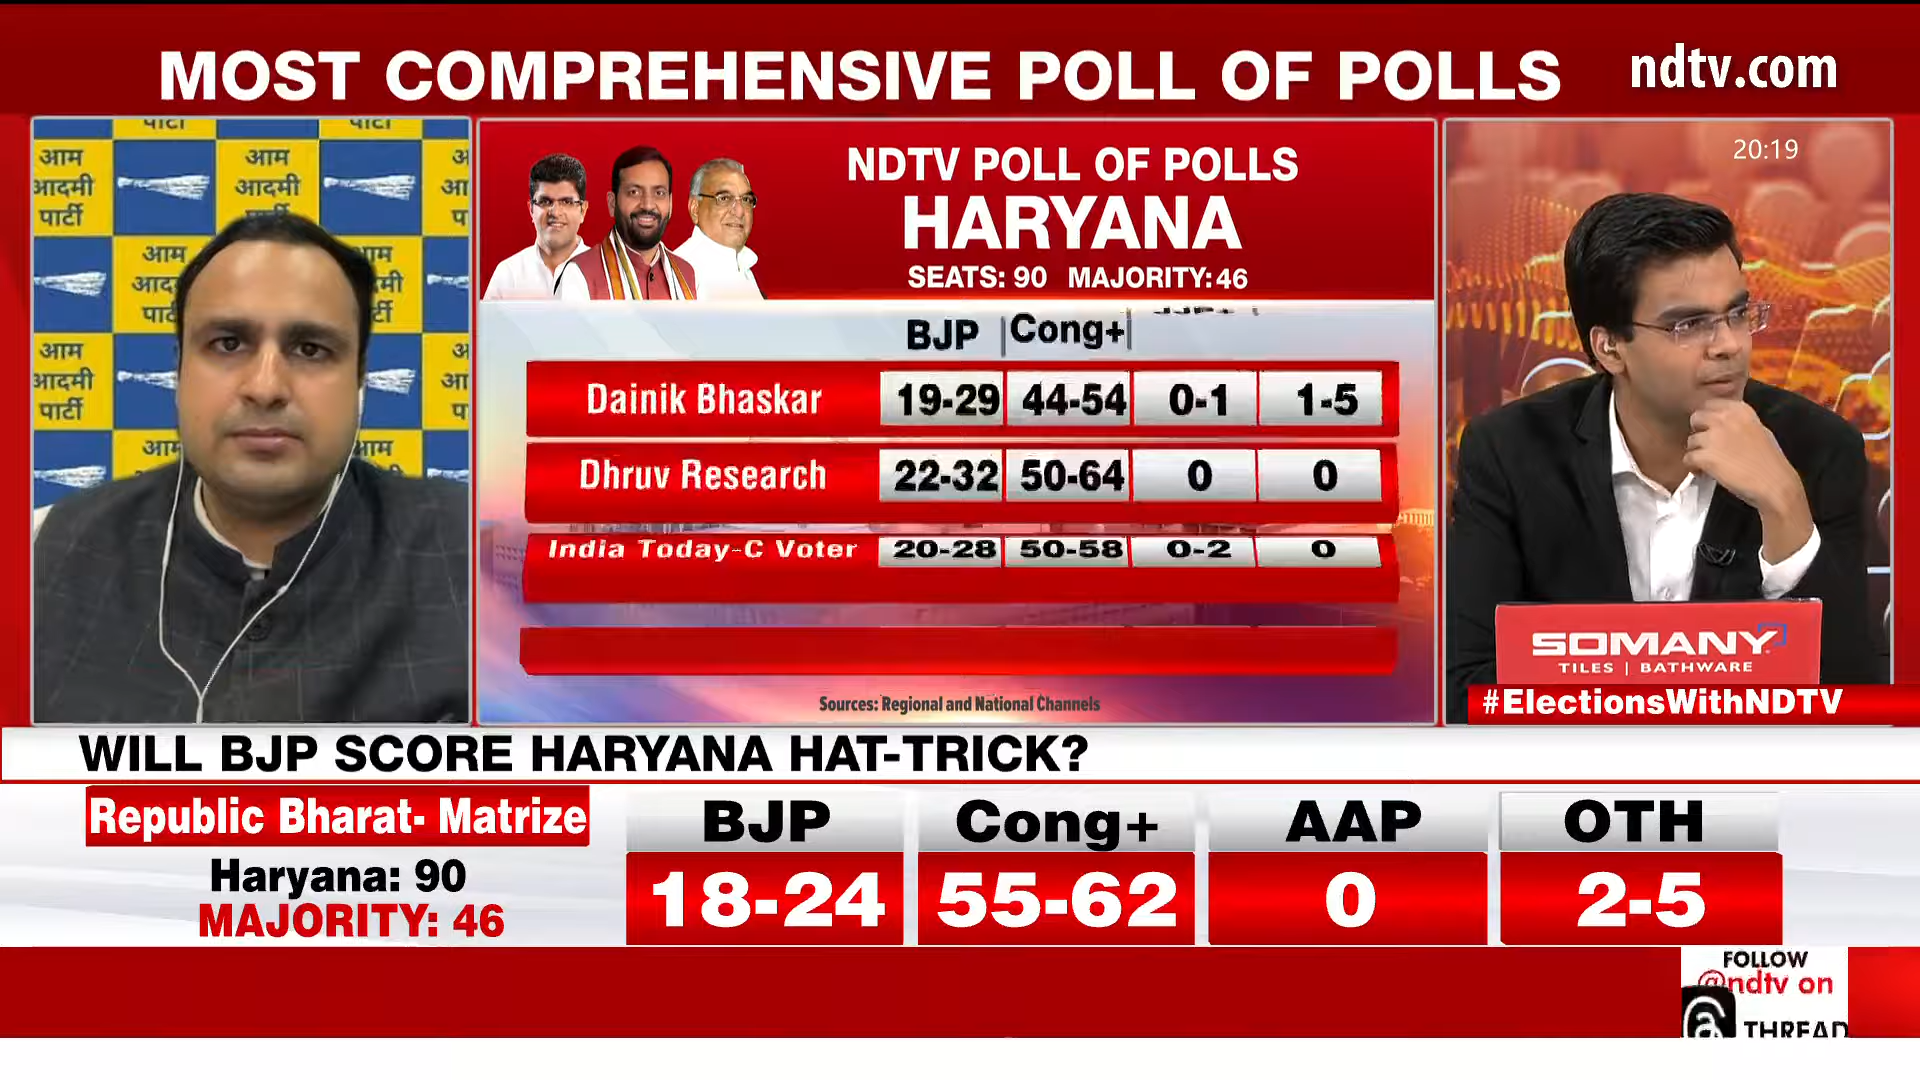 MOST COMPREHENSIVE POLL OF POLLS
ndtv.com
20:19
पार्टी
पार्टी
आम
आदमी
पार्टी
आम
आदमी
पार्टी
आम
आम
आदमी
पार्टी
आम
आम
NDTV POLL OF POLLS
HARYANA
SEATS: 90 MAJORITY: 46
BJP Cong+
Dainik Bhaskar 19-29 44-54 0-1 1-5
Dhruv Research 22-32 50-64 0 0
India Today-C Voter 20-28 50-58 0-2 0
Sources: Regional and National Channels
SOMANY
TILES | BATHWARE
#ElectionsWithNDTV
WILL BJP SCORE HARYANA HAT-TRICK?
Republic Bharat- Matrize
Haryana: 90
MAJORITY: 46
BJP Cong+ AAP OTH
18-24 55-62 0 2-5
FOLLOW
@ndtv on
THREAD